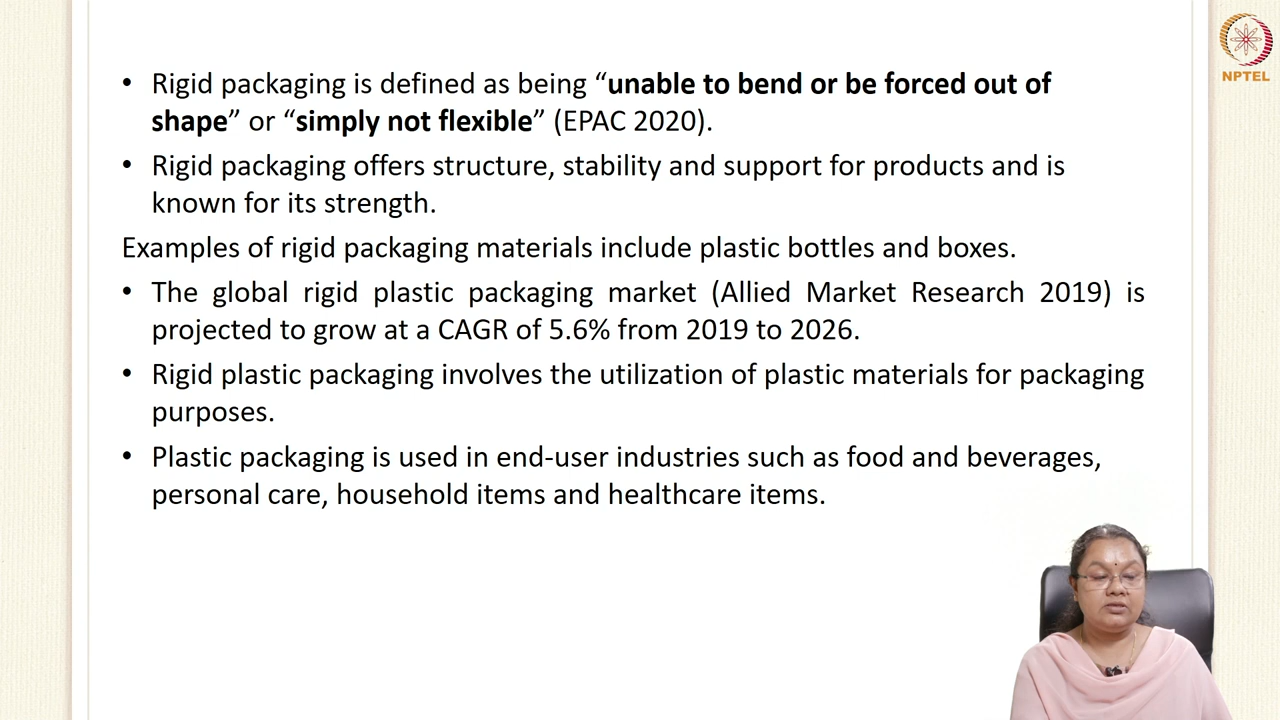 • Rigid packaging is defined as being “unable to bend or be forced out of
shape” or “simply not flexible” (EPAC 2020).
• Rigid packaging offers structure, stability and support for products and is
known for its strength.
Examples of rigid packaging materials include plastic bottles and boxes.
• The global rigid plastic packaging market (Allied Market Research 2019) is
projected to grow at a CAGR of 5.6% from 2019 to 2026.
• Rigid plastic packaging involves the utilization of plastic materials for packaging
purposes.
• Plastic packaging is used in end-user industries such as food and beverages,
personal care, household items and healthcare items.
NPTEL